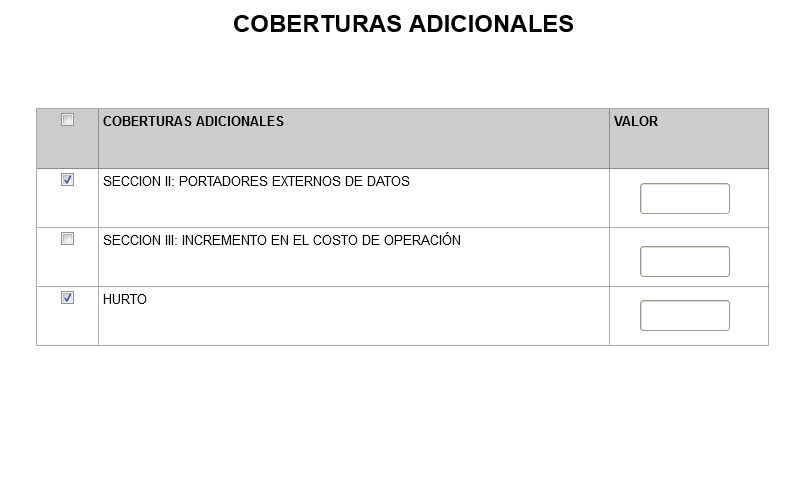 COBERTURAS ADICIONALES
COBERTURAS ADICIONALES VALOR
SECCION II: PORTADORES EXTERNOS DE DATOS
SECCION III: INCREMENTO EN EL COSTO DE OPERACIÓN
HURTO